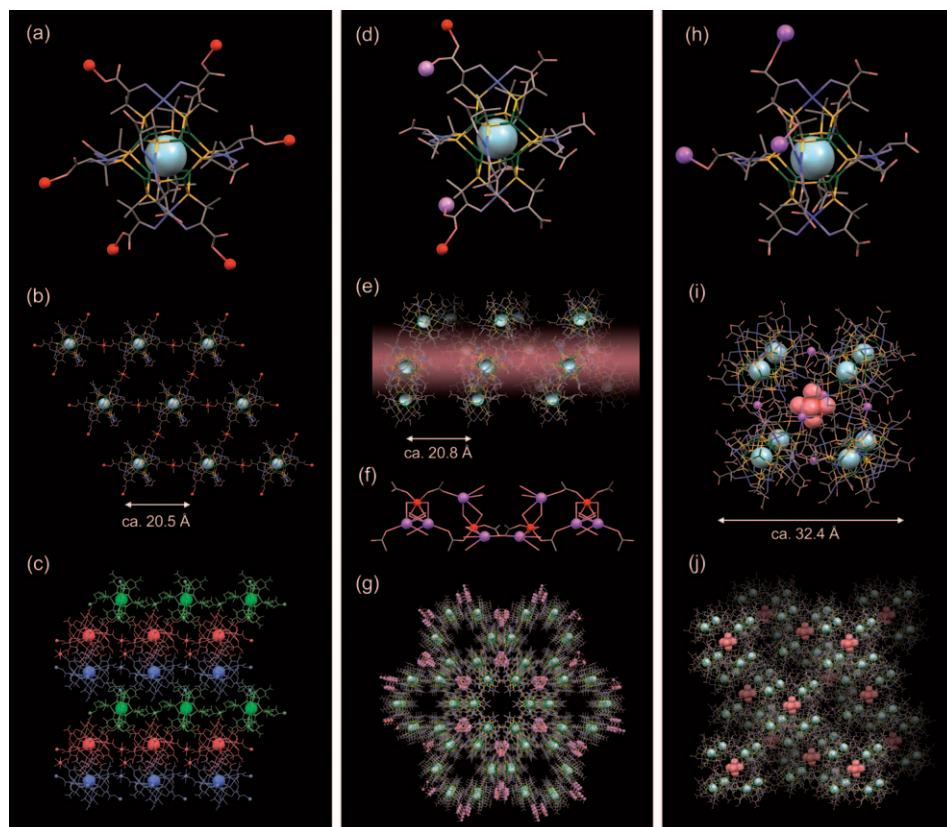 (a)
(b)
ca. 20.5 Å
(c)
(d)
(e)
ca. 20.8 Å
(f)
(g)
(h)
(i)
ca. 32.4 Å
(j)